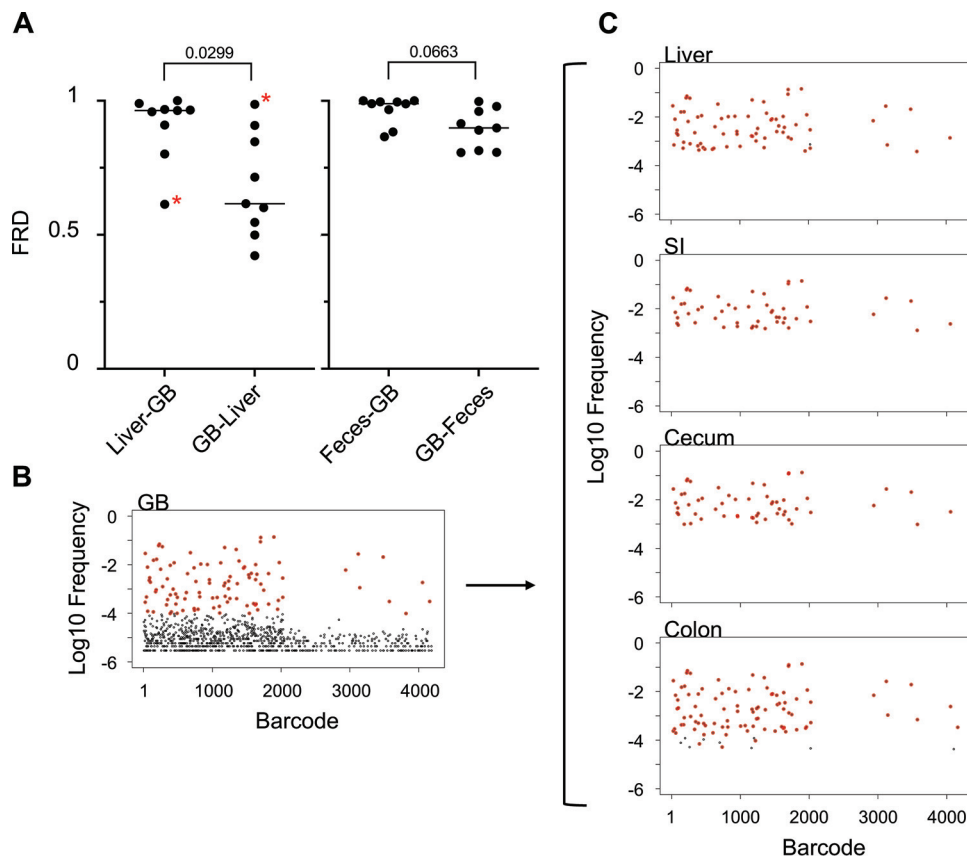 A
0.0299
0.0663
*
*
1
0.5
0
FRD
Liver-GB
GB-Liver
Feces-GB
GB-Feces
B
GB
0
-2
-4
-6
Log10 Frequency
1
1000
2000
3000
4000
Barcode
C
Liver
0
-2
-4
-6
SI
0
-2
-4
-6
Log10 Frequency
Cecum
0
-2
-4
-6
Colon
0
-2
-4
-6
1
1000
2000
3000
4000
Barcode